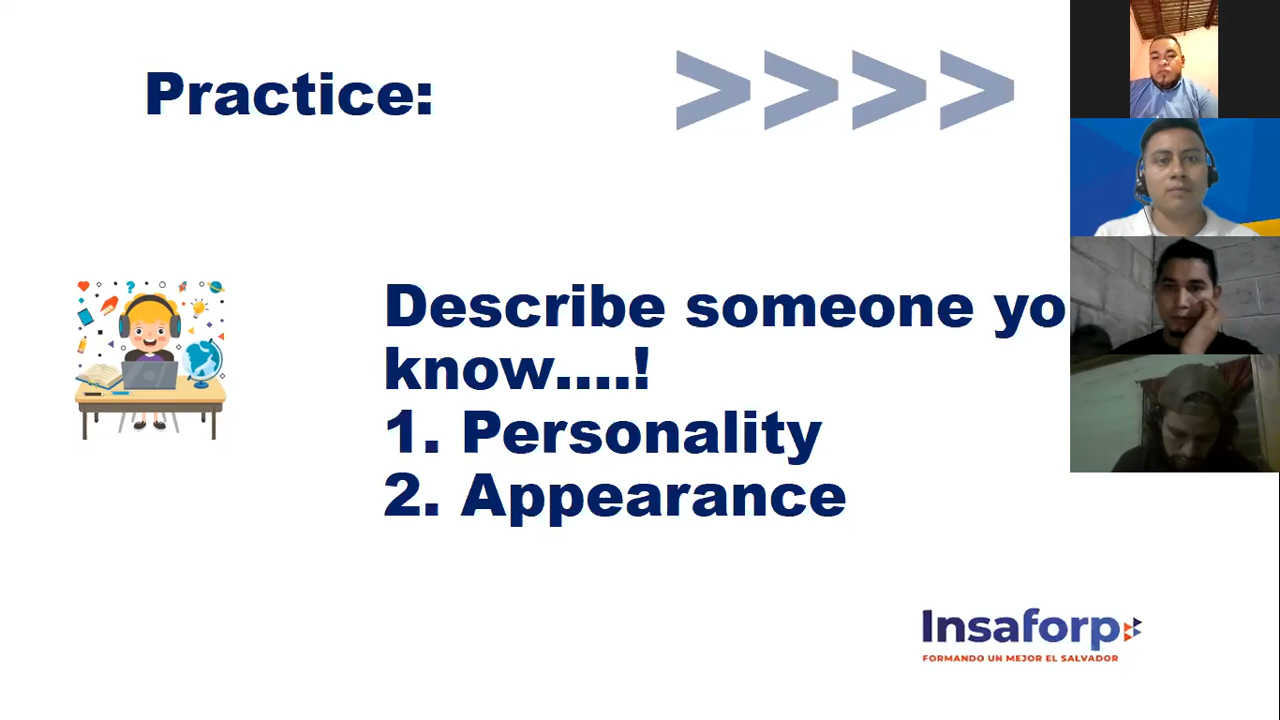 Practice:
>>>>
Describe someone yo
know....!
1. Personality
2. Appearance
Insaforp
FORMANDO UN MEJOR EL SALVADOR